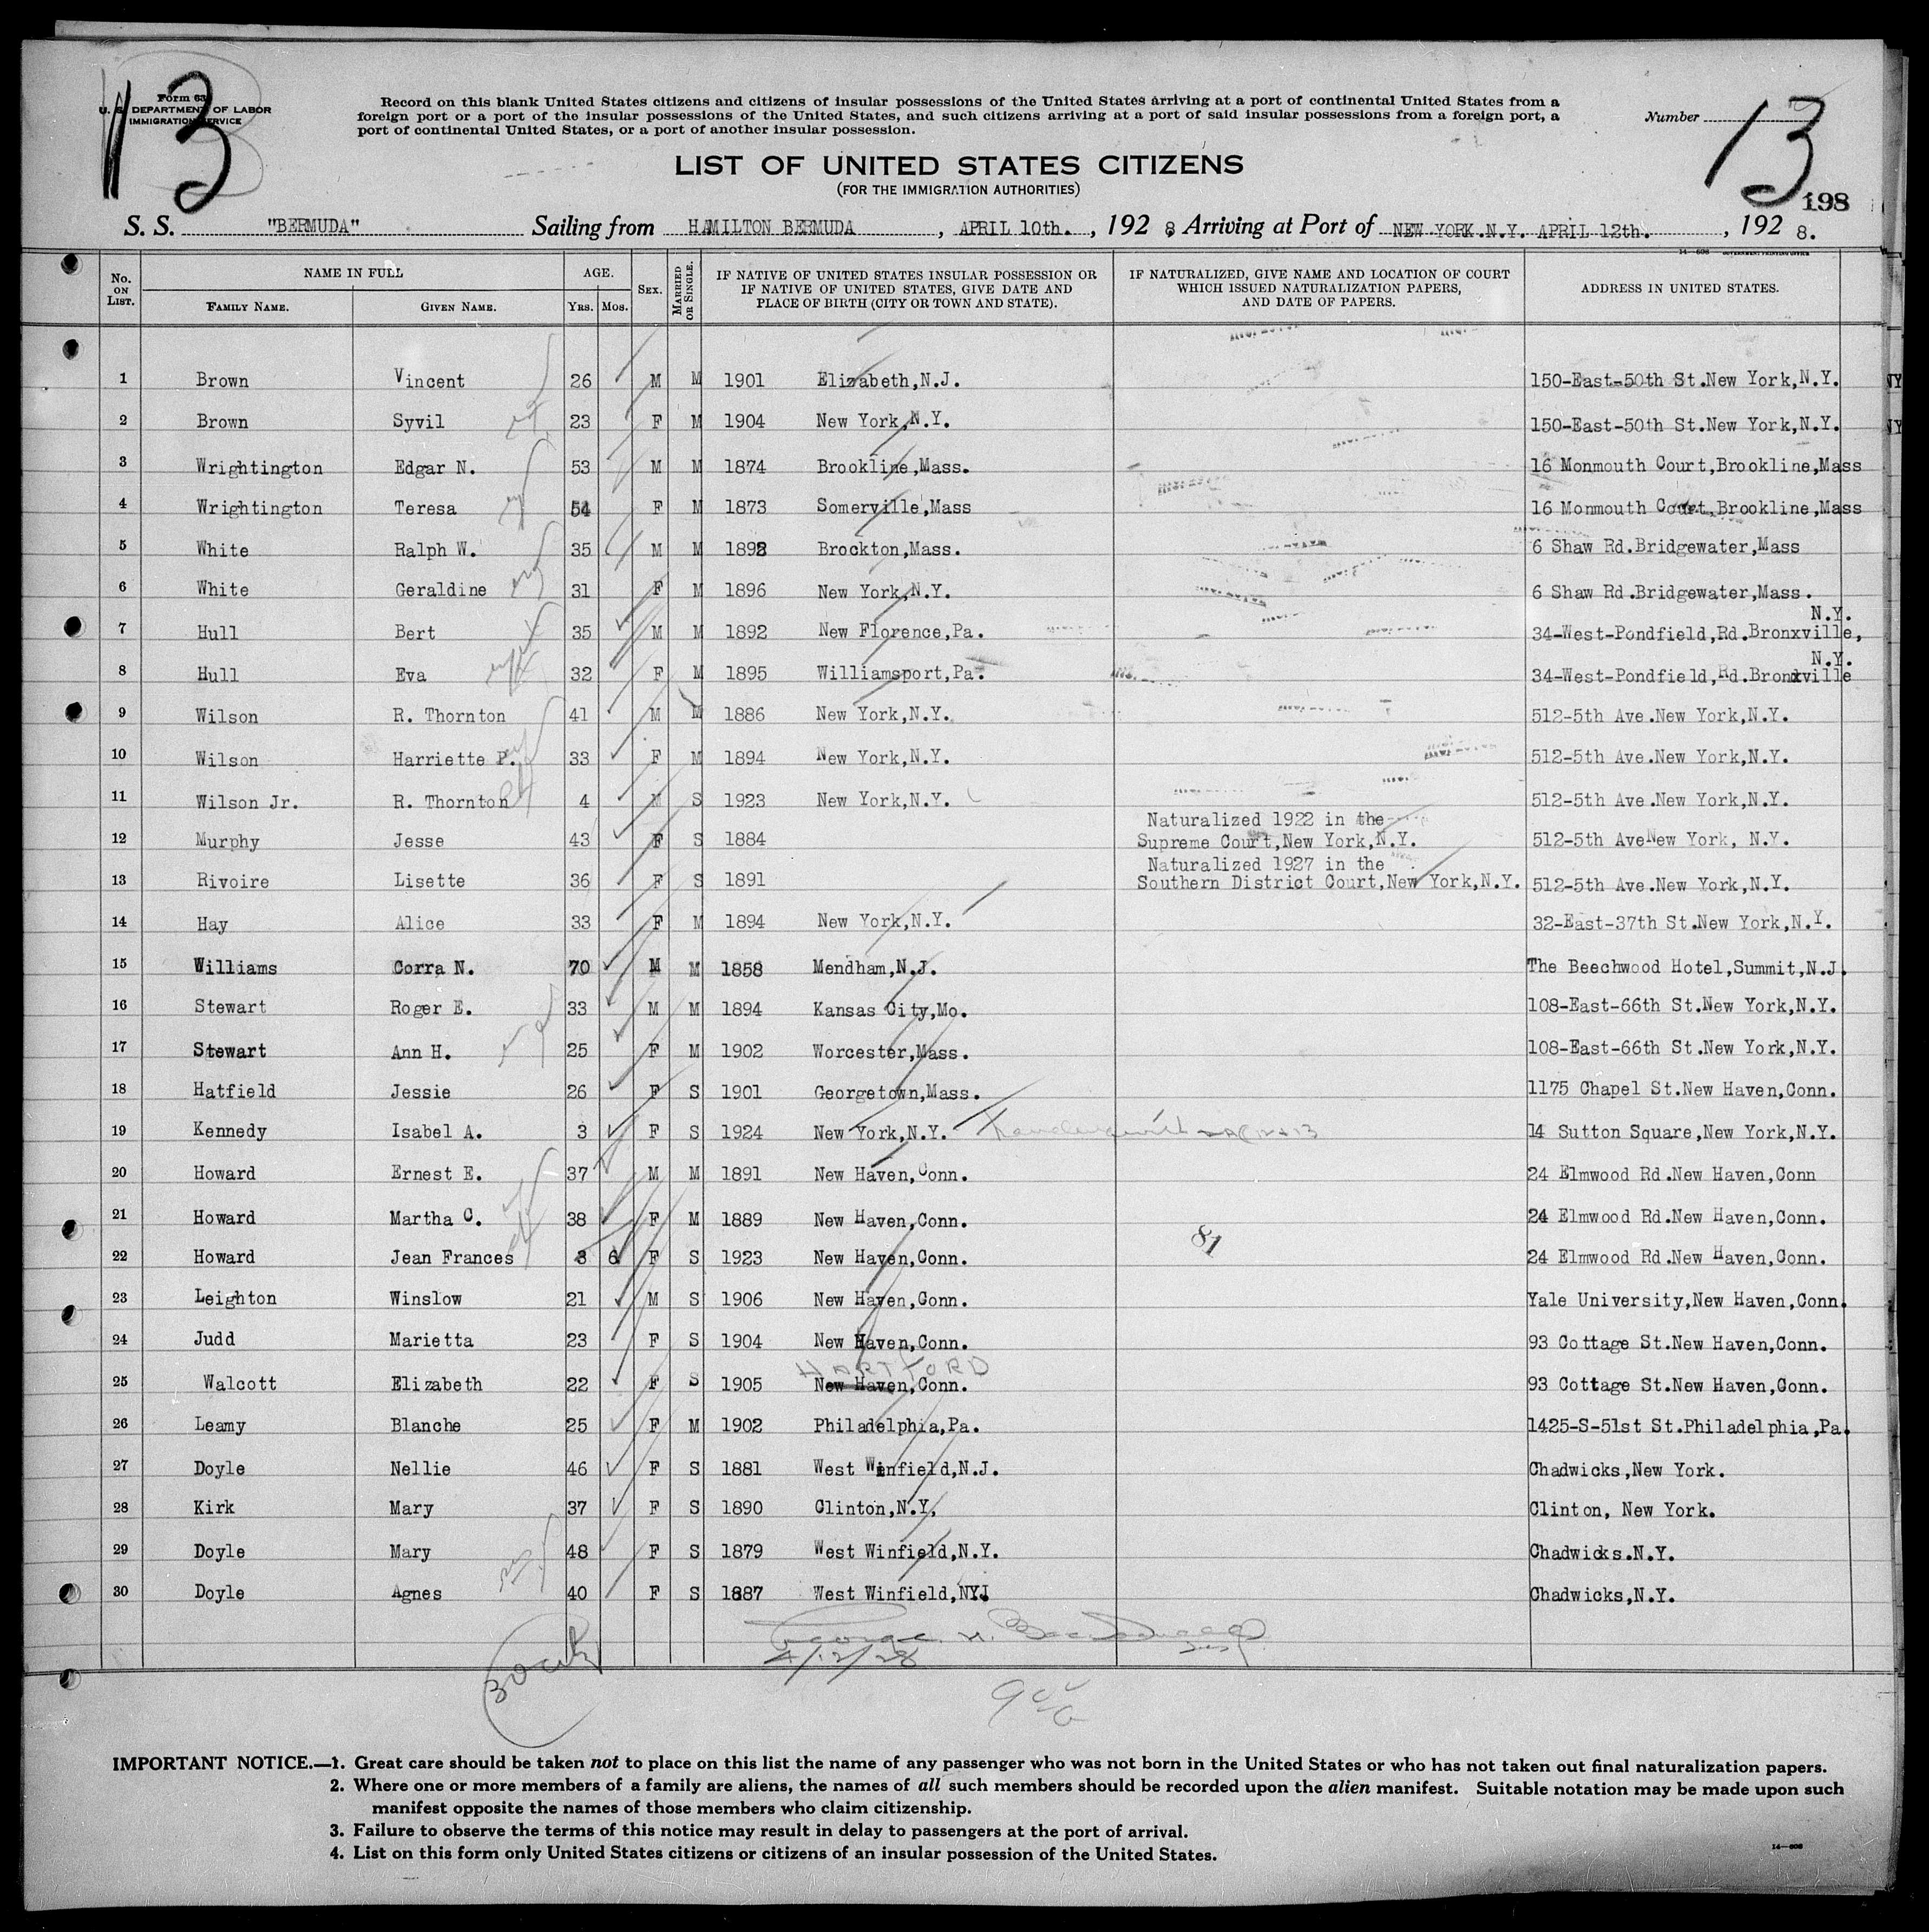 13
Form 63
U. S. DEPARTMENT OF LABOR
IMMIGRATION SERVICE
Record on this blank United States citizens and citizens of insular possessions of the United States arriving at a port of continental United States from a
foreign port or a port of the insular possessions of the United States, and such citizens arriving at a port of said insular possessions from a foreign port, a
port of continental United States, or a port of another insular possession.
Number 13
LIST OF UNITED STATES CITIZENS
(FOR THE IMMIGRATION AUTHORITIES)
198
S. S. "BERMUDA" Sailing from HAMILTON BERMUDA, APRIL 10th., 1928, Arriving at Port of NEW YORK.N.Y. APRIL 12th., 1928.
14—608 GOVERNMENT PRINTING OFFICE
No. ON LIST. NAME IN FULL FAMILY NAME. GIVEN NAME. AGE. YRS. MOS. SEX. MARRIED OR SINGLE. IF NATIVE OF UNITED STATES INSULAR POSSESSION OR IF NATIVE OF UNITED STATES, GIVE DATE AND PLACE OF BIRTH (CITY OR TOWN AND STATE). IF NATURALIZED, GIVE NAME AND LOCATION OF COURT WHICH ISSUED NATURALIZATION PAPERS, AND DATE OF PAPERS. ADDRESS IN UNITED STATES.
1 Brown Vincent 26 M M 1901 Elizabeth,N.J. 150-East-50th St.New York,N.Y. NY
2 Brown Syvil 23 F M 1904 New York,N.Y. 150-East-50th St.New York,N.Y. NY
3 Wrightington Edgar N. 53 M M 1874 Brookline,Mass. 16 Monmouth Court,Brookline,Mass
4 Wrightington Teresa 54 F M 1873 Somerville,Mass 16 Monmouth Court,Brookline,Mass
5 White Ralph W. 35 M M 1892 Brockton,Mass. 6 Shaw Rd.Bridgewater,Mass
6 White Geraldine 31 F M 1896 New York,N.Y. 6 Shaw Rd.Bridgewater,Mass.
7 Hull Bert 35 M M 1892 New Florence,Pa. 34-West-Pondfield,Rd.Bronxville, N.Y.
8 Hull Eva 32 F M 1895 Williamsport,Pa. 34-West-Pondfield,Rd.Bronxville N.Y.
9 Wilson R. Thornton 41 M M 1886 New York,N.Y. 512-5th Ave.New York,N.Y.
10 Wilson Harriette P. 33 F M 1894 New York,N.Y. 512-5th Ave.New York,N.Y.
11 Wilson Jr. R. Thornton 4 M S 1923 New York,N.Y. 512-5th Ave.New York,N.Y.
12 Murphy Jesse 43 F S 1884 Naturalized 1922 in the Supreme Court,New York,N.Y. 512-5th AveNew York, N.Y.
13 Rivoire Lisette 36 F S 1891 Naturalized 1927 in the Southern District Court,New York,N.Y. 512-5th Ave.New York,N.Y.
14 Hay Alice 33 F M 1894 New York,N.Y. 32-East-37th St.New York,N.Y.
15 Williams Corra N. 70 M M 1858 Mendham,N.J. The Beechwood Hotel,Summit,N.J.
16 Stewart Roger E. 33 M M 1894 Kansas City,Mo. 108-East-66th St.New York,N.Y.
17 Stewart Ann H. 25 F M 1902 Worcester,Mass. 108-East-66th St.New York,N.Y.
18 Hatfield Jessie 26 F S 1901 Georgetown,Mass. 1175 Chapel St.New Haven,Conn.
19 Kennedy Isabel A. 3 F S 1924 New York,N.Y. 14 Sutton Square,New York,N.Y.
20 Howard Ernest E. 37 M M 1891 New Haven,Conn. 24 Elmwood Rd.New Haven,Conn
21 Howard Martha C. 38 F M 1889 New Haven,Conn. 24 Elmwood Rd.New Haven,Conn.
22 Howard Jean Frances 3 6 F S 1923 New Haven,Conn. 81 24 Elmwood Rd.New Haven,Conn.
23 Leighton Winslow 21 M S 1906 New Haven,Conn. Yale University,New Haven,Conn.
24 Judd Marietta 23 F S 1904 New Haven,Conn. 93 Cottage St.New Haven,Conn.
HARTFORD
25 Walcott Elizabeth 22 F S 1905 New Haven,Conn. 93 Cottage St.New Haven,Conn.
26 Leamy Blanche 25 F M 1902 Philadelphia,Pa. 1425-S-51st St.Philadelphia,Pa.
27 Doyle Nellie 46 F S 1881 West Winfield,N.J. Chadwicks,New York.
28 Kirk Mary 37 F S 1890 Clinton,N.Y, Clinton, New York.
29 Doyle Mary 48 F S 1879 West Winfield,N.Y. Chadwicks.N.Y.
30 Doyle Agnes 40 F S 1887 West Winfield,NY. Chadwicks,N.Y.
George H.
4/12/28
IMPORTANT NOTICE.—1. Great care should be taken not to place on this list the name of any passenger who was not born in the United States or who has not taken out final naturalization papers.
2. Where one or more members of a family are aliens, the names of all such members should be recorded upon the alien manifest. Suitable notation may be made upon such
manifest opposite the names of those members who claim citizenship.
3. Failure to observe the terms of this notice may result in delay to passengers at the port of arrival.
4. List on this form only United States citizens or citizens of an insular possession of the United States.
14—608